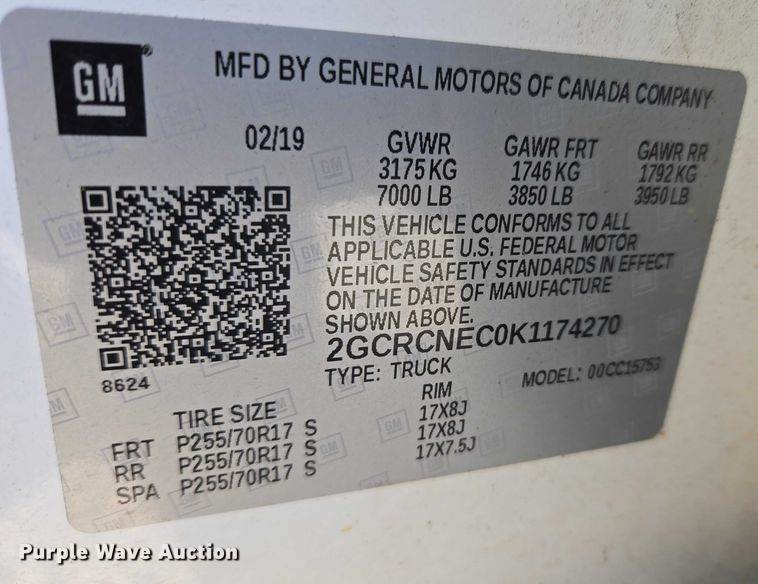 GM
MFD BY GENERAL MOTORS OF CANADA COMPANY
02/19 GVWR GAWR FRT GAWR RR
3175 KG 1746 KG 1792 KG
7000 LB 3850 LB 3950 LB
THIS VEHICLE CONFORMS TO ALL
APPLICABLE U.S. FEDERAL MOTOR
VEHICLE SAFETY STANDARDS IN EFFECT
ON THE DATE OF MANUFACTURE
SHOWN ABOVE.
2GCRCNEC0K1174270
TYPE: TRUCK MODEL: 00CC15753
8624
TIRE SIZE RIM
FRT P255/70R17 S 17X8J
RR P255/70R17 S 17X8J
SPA P255/70R17 S 17X7.5J
Purple Wave Auction